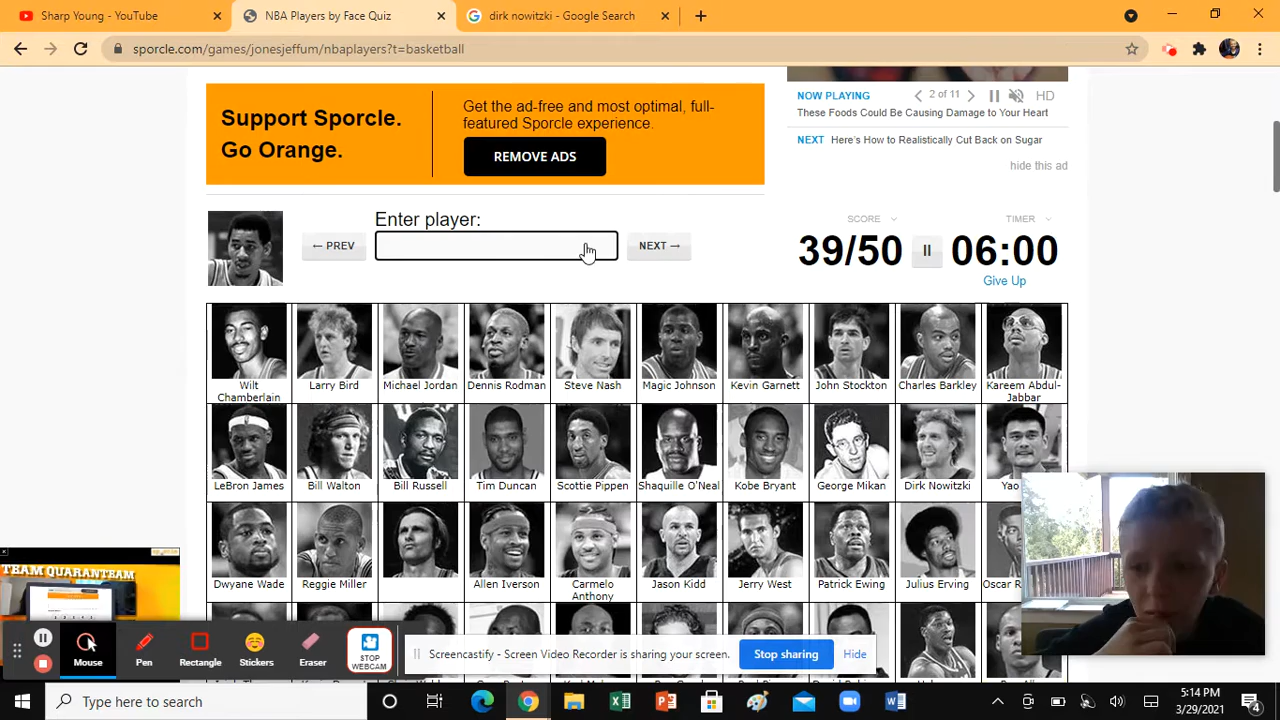 Sharp Young - YouTube
NBA Players by Face Quiz
dirk nowitzki - Google Search
sporcle.com/games/jonesjeffum/nbaplayers?t=basketball
Support Sporcle.
Go Orange.
Get the ad-free and most optimal, full-
featured Sporcle experience.
REMOVE ADS
NOW PLAYING
2 of 11
HD
These Foods Could Be Causing Damage to Your Heart
NEXT Here's How to Realistically Cut Back on Sugar
hide this ad
Enter player:
← PREV
NEXT →
SCORE
TIMER
39/50
06:00
Give Up
Wilt Chamberlain
Larry Bird
Michael Jordan
Dennis Rodman
Steve Nash
Magic Johnson
Kevin Garnett
John Stockton
Charles Barkley
Kareem Abdul-Jabbar
LeBron James
Bill Walton
Bill Russell
Tim Duncan
Scottie Pippen
Shaquille O'Neal
Kobe Bryant
George Mikan
Dirk Nowitzki
Yao
Dwyane Wade
Reggie Miller
Allen Iverson
Carmelo Anthony
Jason Kidd
Jerry West
Patrick Ewing
Julius Erving
Oscar R
TEAM QUARANTEAM
Mouse
Pen
Rectangle
Stickers
Eraser
STOP WEBCAM
Screencastify - Screen Video Recorder is sharing your screen.
Stop sharing
Hide
Type here to search
5:14 PM
3/29/2021
4